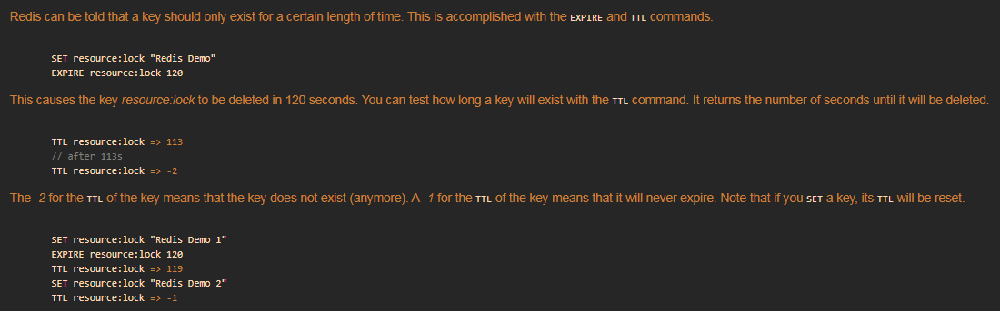 Redis can be told that a key should only exist for a certain length of time. This is accomplished with the EXPIRE and TTL commands.
SET resource:lock "Redis Demo"
EXPIRE resource:lock 120
This causes the key resource:lock to be deleted in 120 seconds. You can test how long a key will exist with the TTL command. It returns the number of seconds until it will be deleted.
TTL resource:lock => 113
// after 113s
TTL resource:lock => -2
The -2 for the TTL of the key means that the key does not exist (anymore). A -1 for the TTL of the key means that it will never expire. Note that if you SET a key, its TTL will be reset.
SET resource:lock "Redis Demo 1"
EXPIRE resource:lock 120
TTL resource:lock => 119
SET resource:lock "Redis Demo 2"
TTL resource:lock => -1